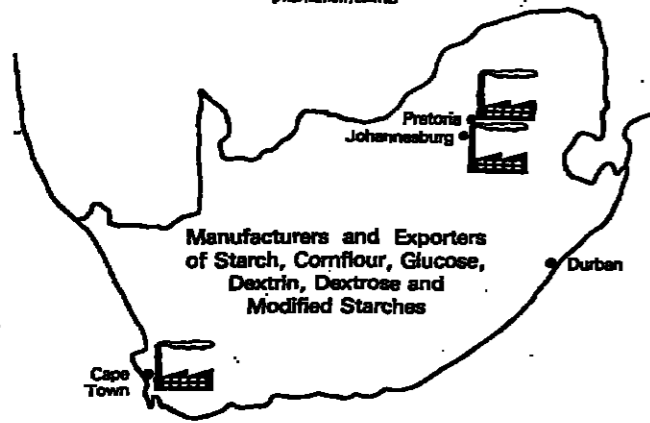 Pretoria
Johannesburg
Manufacturers and Exporters
of Starch, Cornflour, Glucose,
Dextrin, Dextrose and
Modified Starches
Durban
Cape
Town